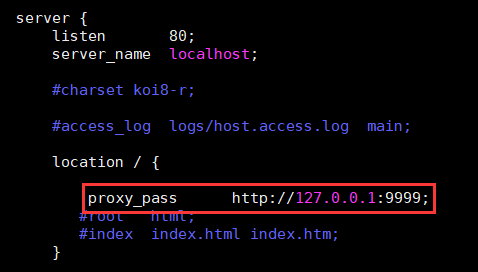 server {
    listen       80;
    server_name  localhost;
    #charset koi8-r;
    #access_log  logs/host.access.log  main;
    location / {
        proxy_pass      http://127.0.0.1:9999;
       #root   html;
       #index  index.html index.htm;
    }